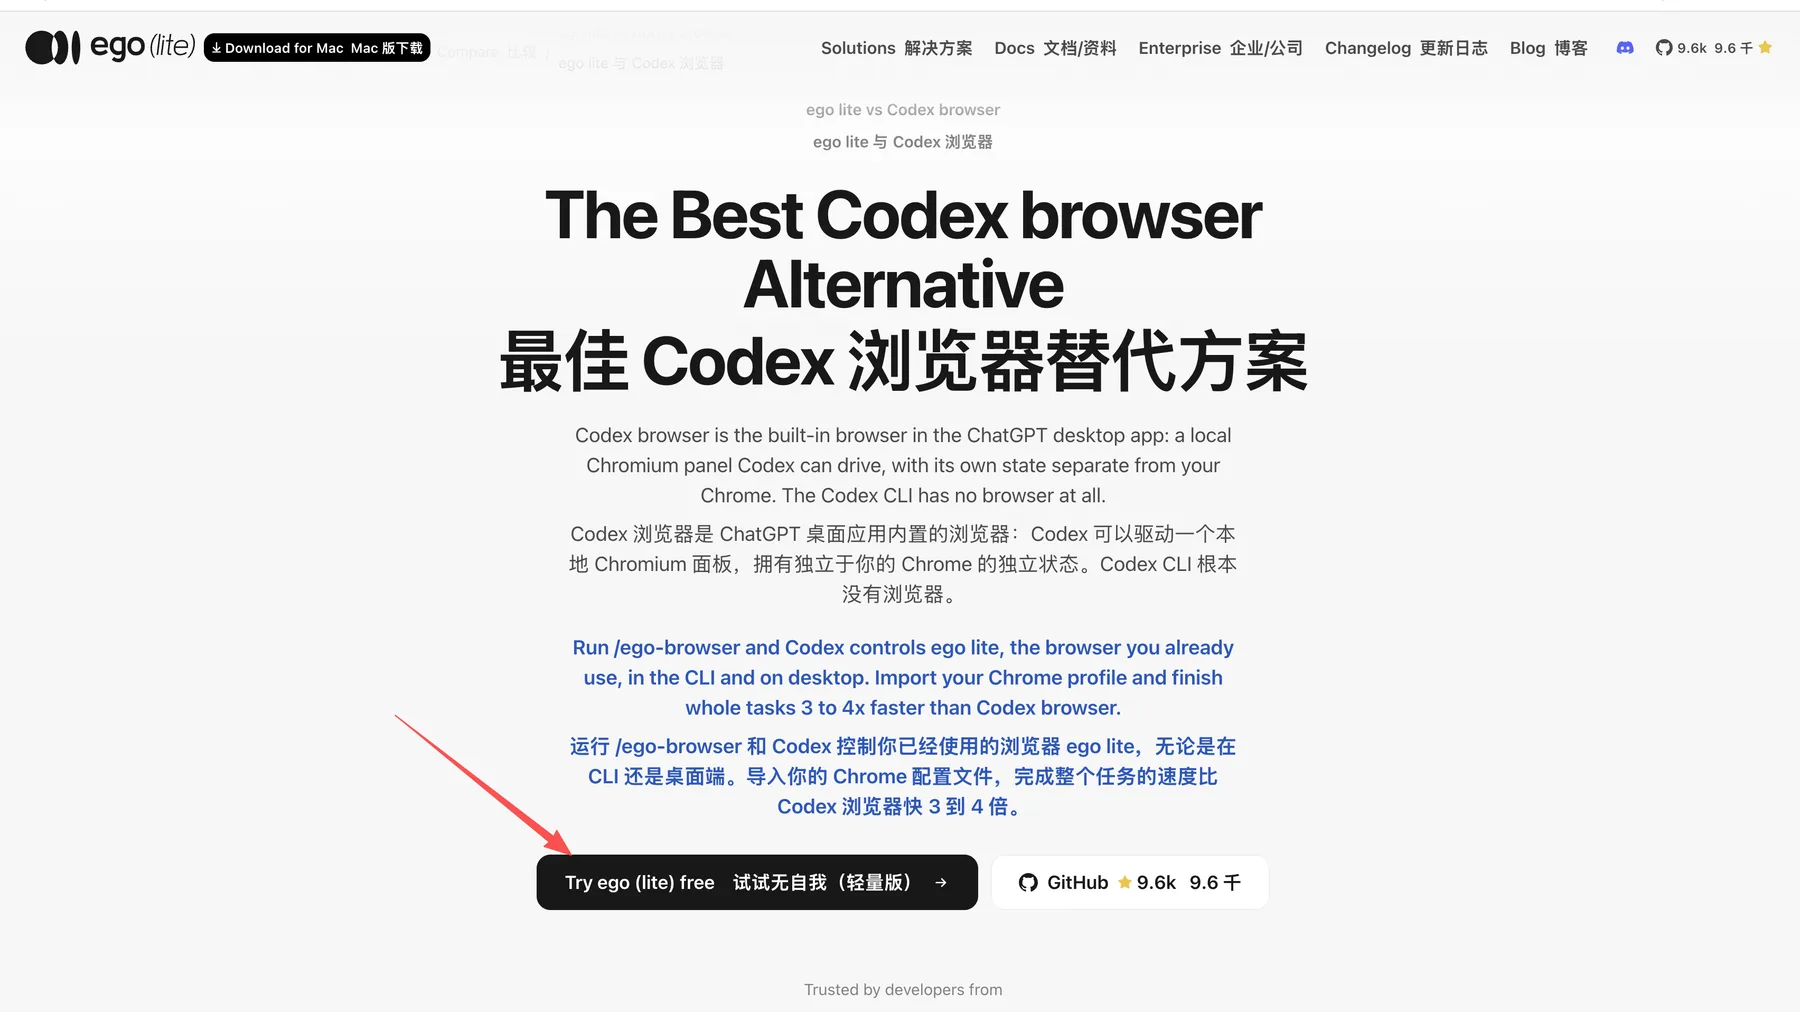 ego (lite)
Download for Mac Mac 版下载
Compare 比较 /
ego lite 与 Codex 浏览器
Solutions 解决方案
Docs 文档/资料
Enterprise 企业/公司
Changelog 更新日志
Blog 博客
9.6k 9.6 千
ego lite vs Codex browser
ego lite 与 Codex 浏览器
The Best Codex browser
Alternative
最佳 Codex 浏览器替代方案
Codex browser is the built-in browser in the ChatGPT desktop app: a local
Chromium panel Codex can drive, with its own state separate from your
Chrome. The Codex CLI has no browser at all.
Codex 浏览器是 ChatGPT 桌面应用内置的浏览器：Codex 可以驱动一个本
地 Chromium 面板，拥有独立于你的 Chrome 的独立状态。Codex CLI 根本
没有浏览器。
Run /ego-browser and Codex controls ego lite, the browser you already
use, in the CLI and on desktop. Import your Chrome profile and finish
whole tasks 3 to 4x faster than Codex browser.
运行 /ego-browser 和 Codex 控制你已经使用的浏览器 ego lite，无论是在
CLI 还是桌面端。导入你的 Chrome 配置文件，完成整个任务的速度比
Codex 浏览器快 3 到 4 倍。
Try ego (lite) free 试试无自我（轻量版） →
GitHub 9.6k 9.6 千
Trusted by developers from